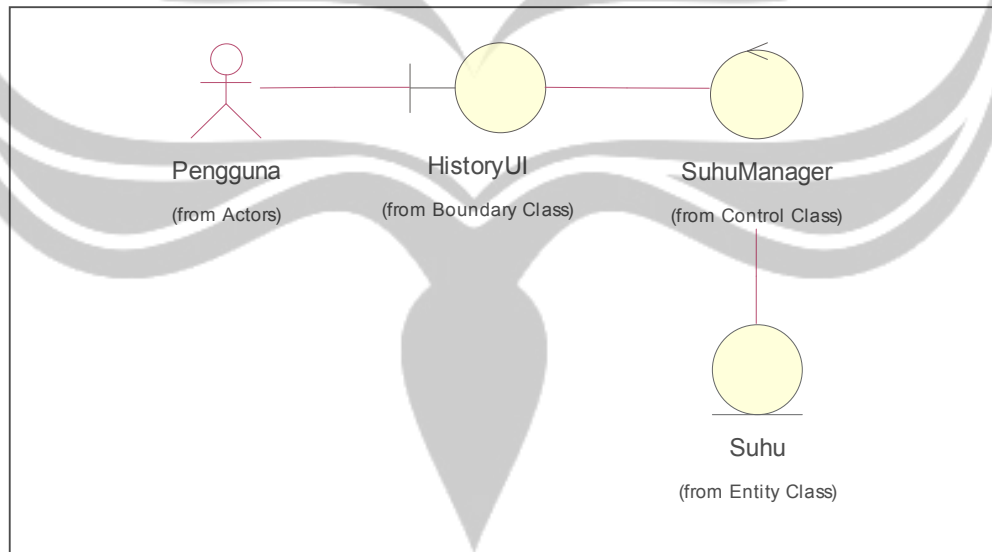 Pengguna
(from Actors)
HistoryUI
(from Boundary Class)
SuhuManager
(from Control Class)
Suhu
(from Entity Class)